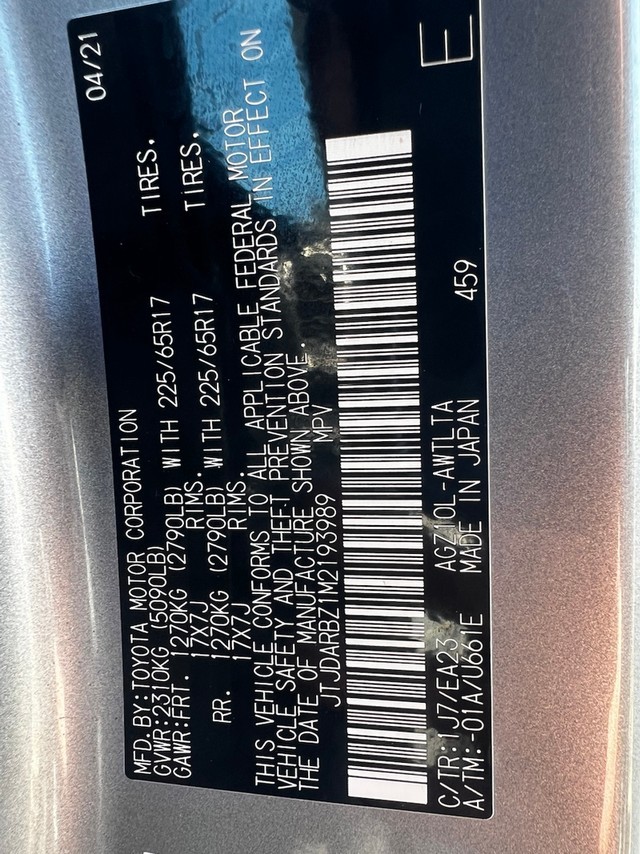 MFD.BY:TOYOTA MOTOR CORPORATION 04/21
GVWR:2310KG (5090LB)
GAWR:FRT. 1270KG (2790LB) WITH 225/65R17 TIRES.
17X7J RIMS.
RR. 1270KG (2790LB) WITH 225/65R17 TIRES.
17X7J RIMS.
THIS VEHICLE CONFORMS TO ALL APPLICABLE FEDERAL MOTOR
VEHICLE SAFETY AND THEFT PREVENTION STANDARDS IN EFFECT ON
THE DATE OF MANUFACTURE SHOWN ABOVE.
JTJDARBZ1M2193989 MPV
C/TR:1J7/EA23 AGZ10L-AWTLTA
A/TM:-01A/U661E MADE IN JAPAN 459 E